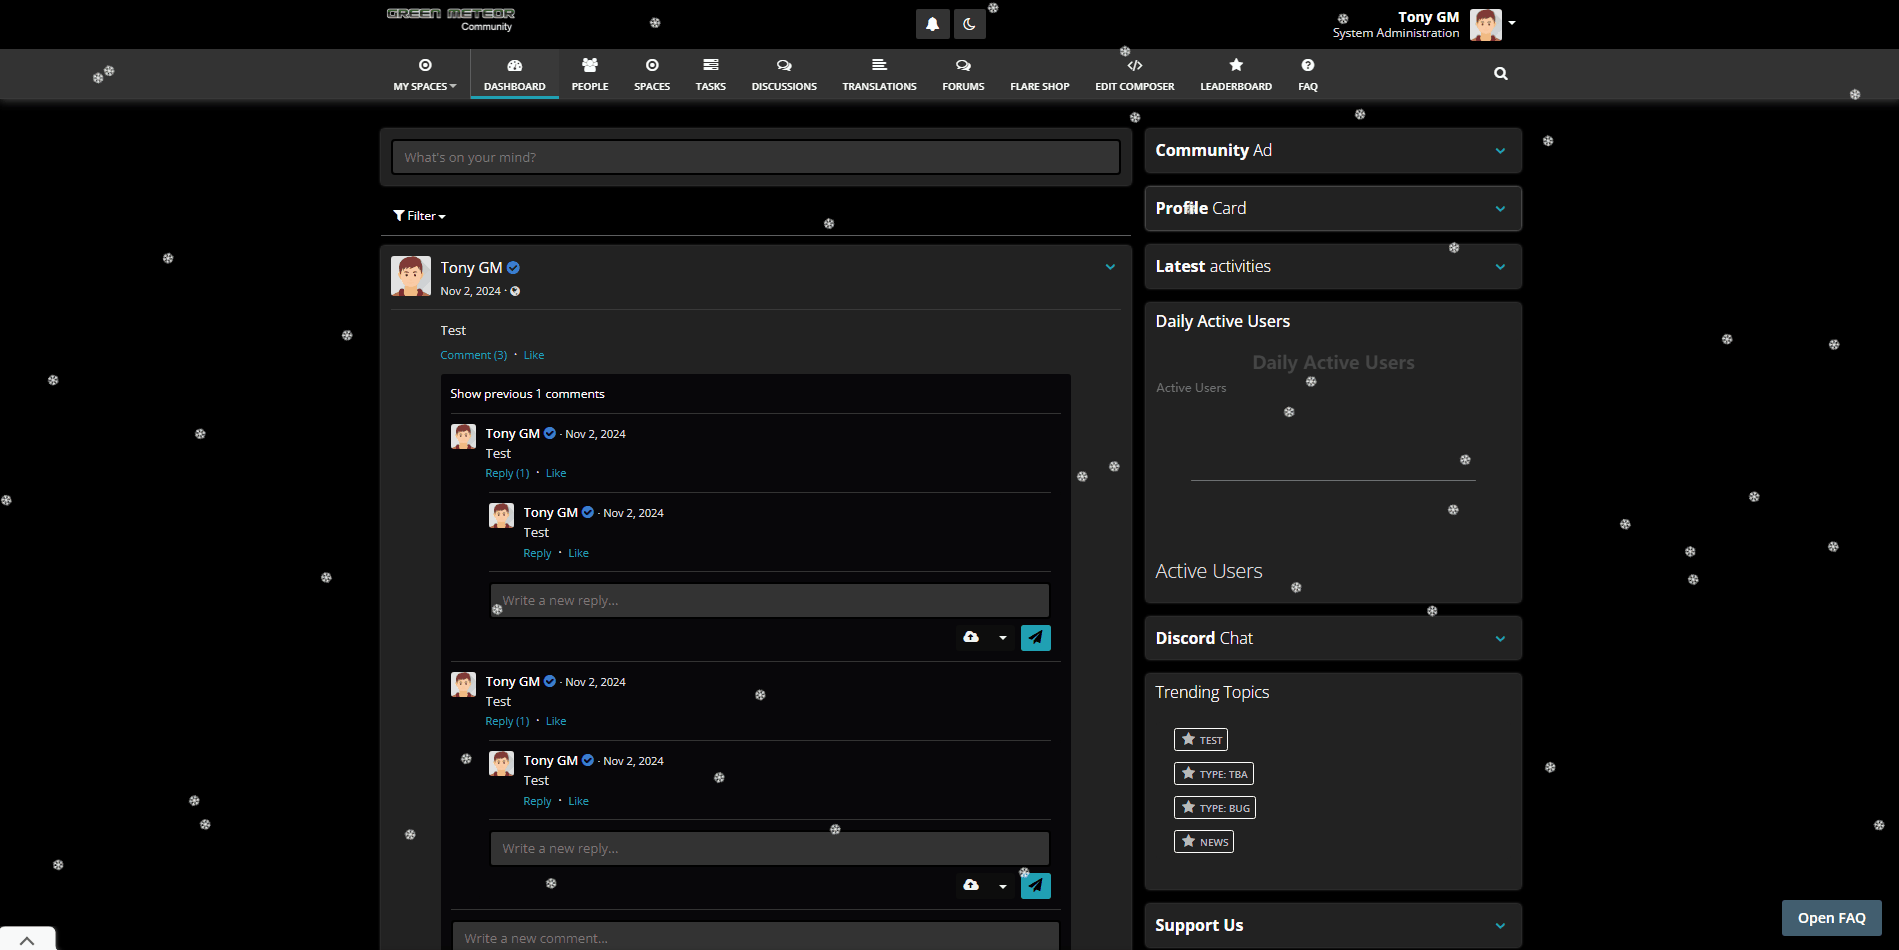 GREEN METEOR
Community
Tony GM
System Administration
MY SPACES
DASHBOARD
PEOPLE
SPACES
TASKS
DISCUSSIONS
TRANSLATIONS
FORUMS
FLARE SHOP
EDIT COMPOSER
LEADERBOARD
FAQ
What's on your mind?
Filter
Tony GM
Nov 2, 2024 ·
Test
Comment (3) · Like
Show previous 1 comments
Tony GM · Nov 2, 2024
Test
Reply (1) · Like
Tony GM · Nov 2, 2024
Test
Reply · Like
Write a new reply...
Tony GM · Nov 2, 2024
Test
Reply (1) · Like
Tony GM · Nov 2, 2024
Test
Reply · Like
Write a new reply...
Write a new comment...
Community Ad
Profile Card
Latest activities
Daily Active Users
Daily Active Users
Active Users
Active Users
Discord Chat
Trending Topics
TEST
TYPE: TBA
TYPE: BUG
NEWS
Support Us
Open FAQ